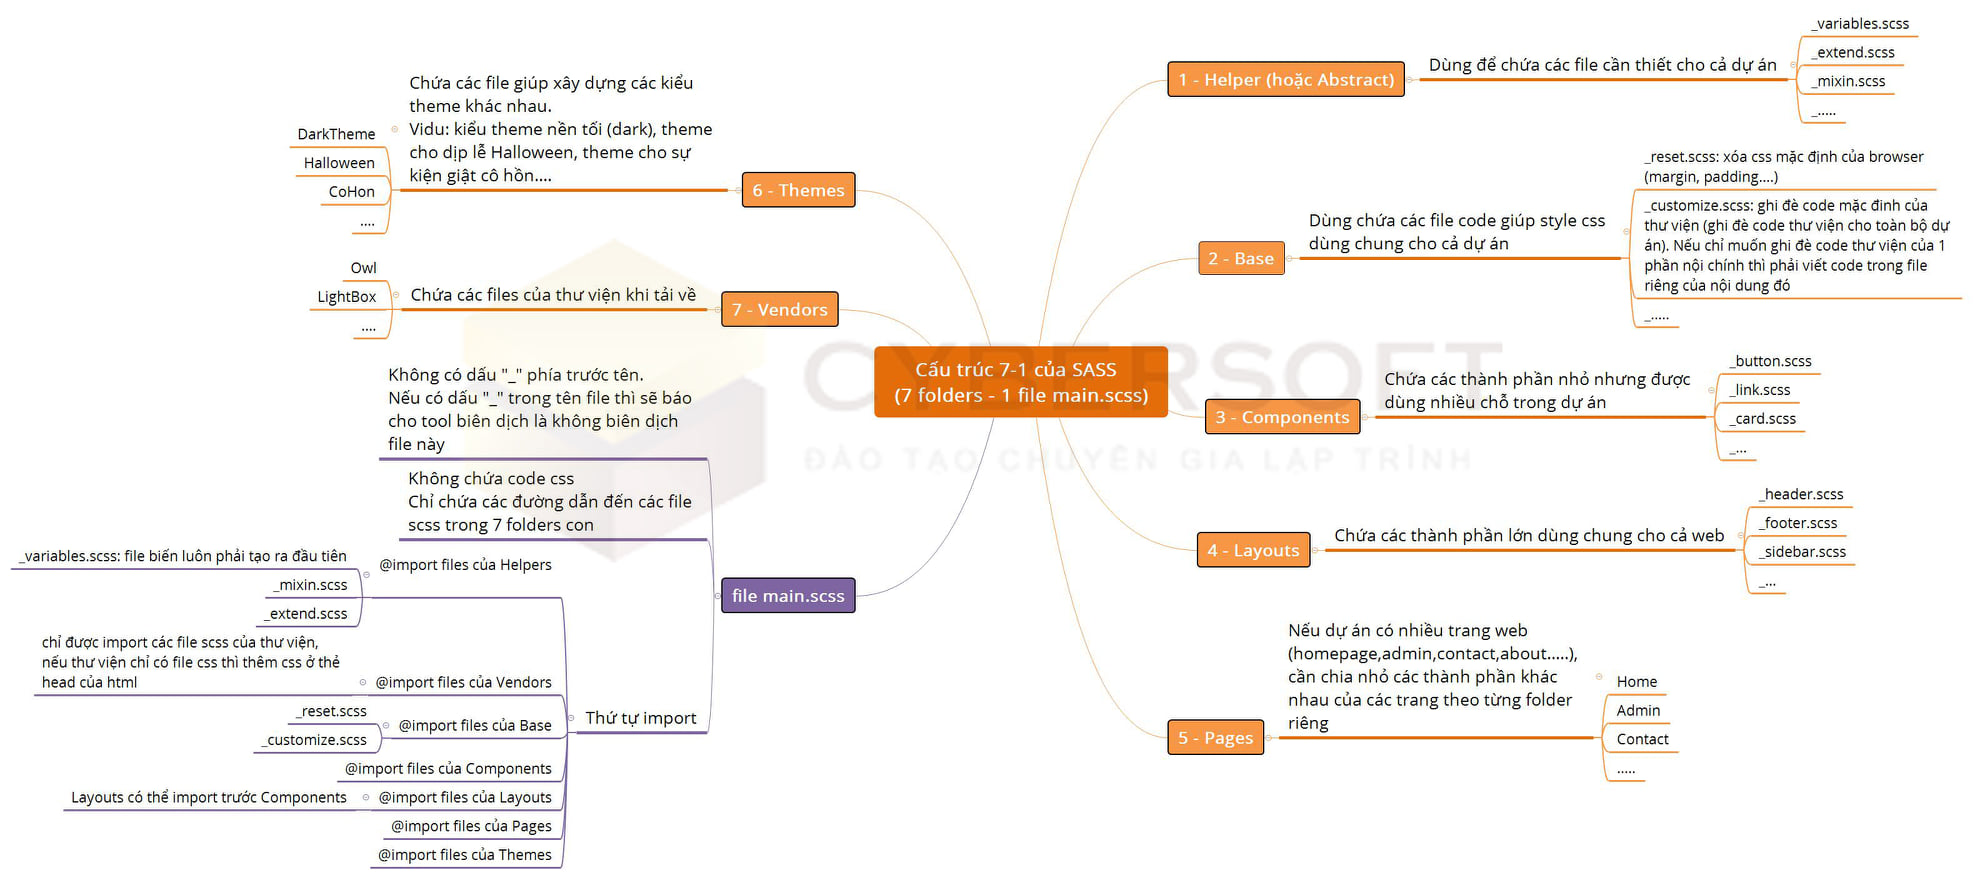 Cấu trúc 7-1 của SASS
(7 folders - 1 file main.scss)
1 - Helper (hoặc Abstract)
Dùng để chứa các file cần thiết cho cả dự án
_variables.scss
_extend.scss
_mixin.scss
_.....
2 - Base
Dùng chứa các file code giúp style css
dùng chung cho cả dự án
_reset.scss: xóa css mặc định của browser
(margin, padding....)
_customize.scss: ghi đè code mặc đinh của
thư viện (ghi đè code thư viện cho toàn bộ dự
án). Nếu chỉ muốn ghi đè code thư viện của 1
phần nội chính thì phải viết code trong file
riêng của nội dung đó
_.....
3 - Components
Chứa các thành phần nhỏ nhưng được
dùng nhiều chỗ trong dự án
_button.scss
_link.scss
_card.scss
_...
4 - Layouts
Chứa các thành phần lớn dùng chung cho cả web
_header.scss
_footer.scss
_sidebar.scss
_...
5 - Pages
Nếu dự án có nhiều trang web
(homepage,admin,contact,about.....),
cần chia nhỏ các thành phần khác
nhau của các trang theo từng folder
riêng
Home
Admin
Contact
.....
6 - Themes
Chứa các file giúp xây dựng các kiểu
theme khác nhau.
Vidu: kiểu theme nền tối (dark), theme
cho dịp lễ Halloween, theme cho sự
kiện giật cô hồn....
DarkTheme
Halloween
CoHon
....
7 - Vendors
Chứa các files của thư viện khi tải về
Owl
LightBox
....
file main.scss
Không có dấu "_" phía trước tên.
Nếu có dấu "_" trong tên file thì sẽ báo
cho tool biên dịch là không biên dịch
file này
Không chứa code css
Chỉ chứa các đường dẫn đến các file
scss trong 7 folders con
Thứ tự import
@import files của Helpers
_variables.scss: file biến luôn phải tạo ra đầu tiên
_mixin.scss
_extend.scss
@import files của Vendors
chỉ được import các file scss của thư viện,
nếu thư viện chỉ có file css thì thêm css ở thẻ
head của html
@import files của Base
_reset.scss
_customize.scss
@import files của Components
@import files của Layouts
Layouts có thể import trước Components
@import files của Pages
@import files của Themes
CYBERSOFT
ĐÀO TẠO CHUYÊN GIA LẬP TRÌNH